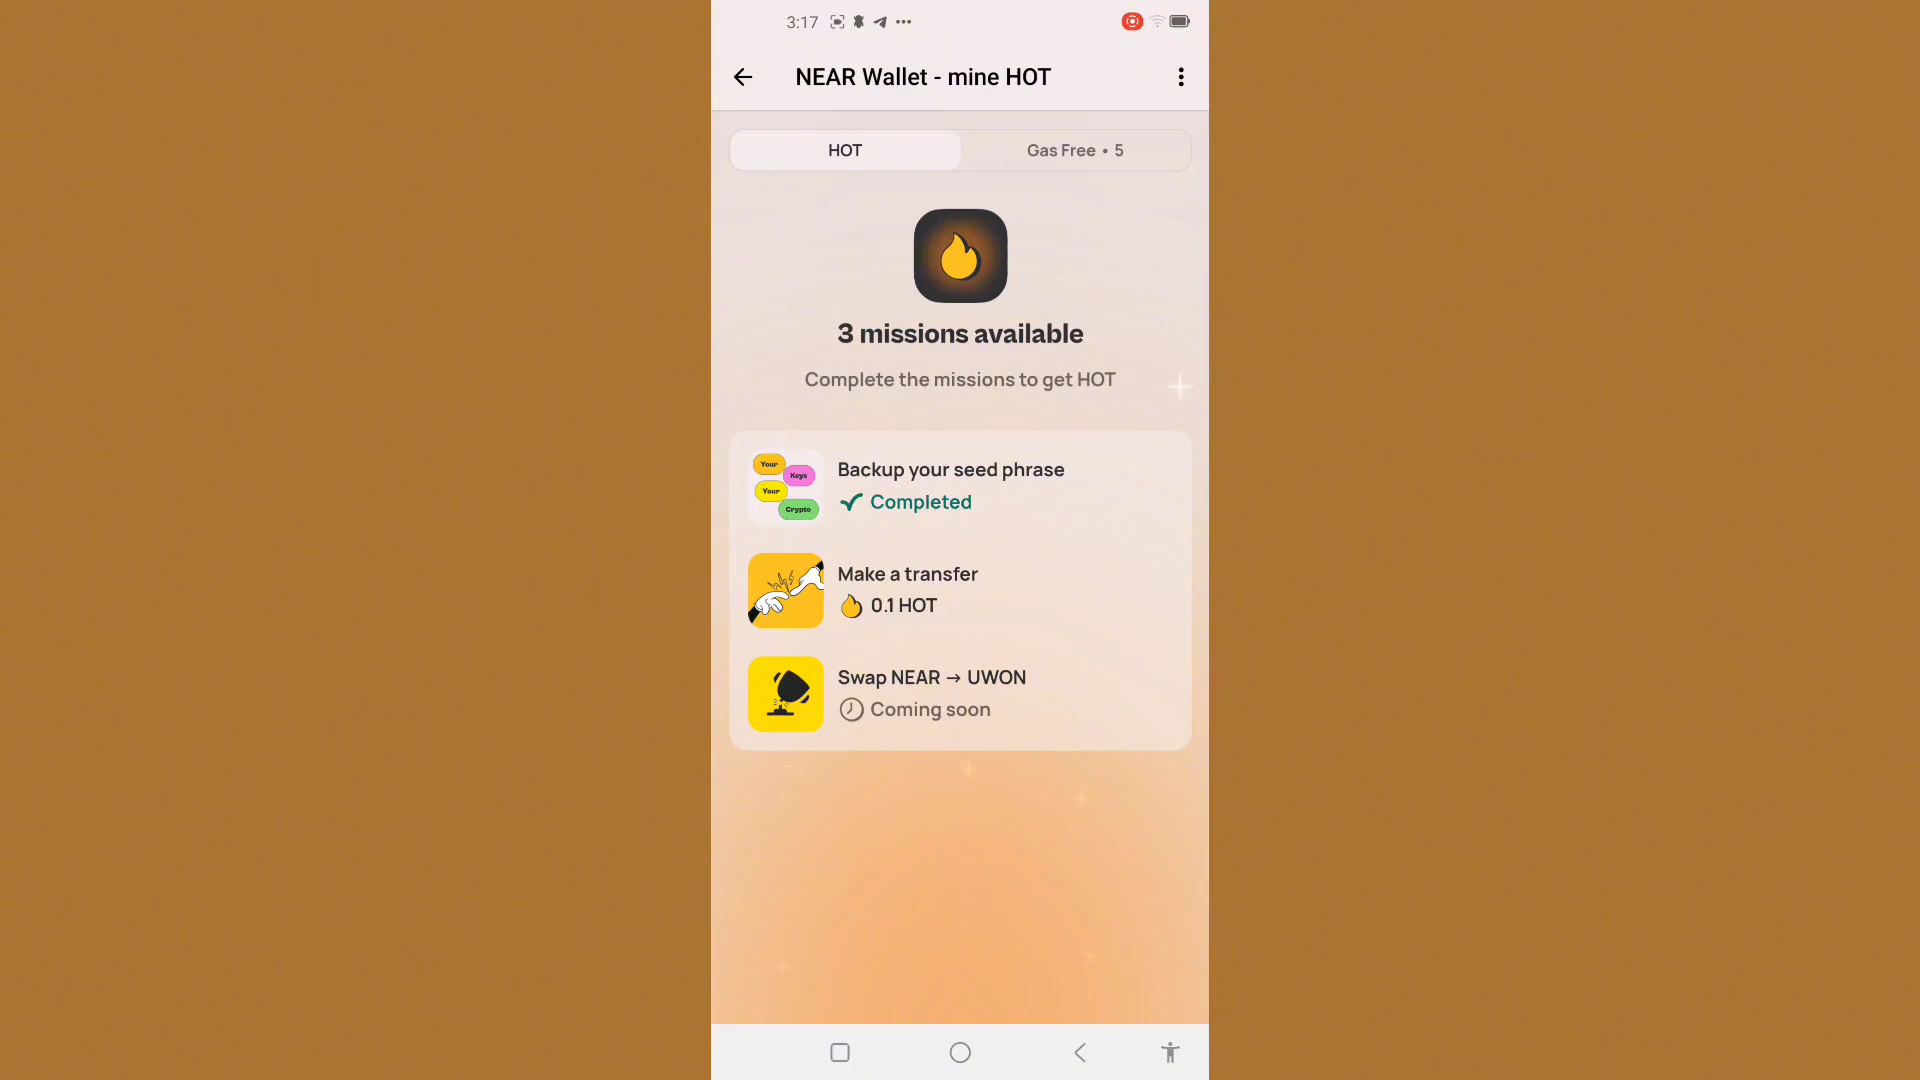 3:17
NEAR Wallet - mine HOT
HOT
Gas Free • 5
3 missions available
Complete the missions to get HOT
Your
Keys
Your
Crypto
Backup your seed phrase
Completed
Make a transfer
0.1 HOT
Swap NEAR → UWON
Coming soon